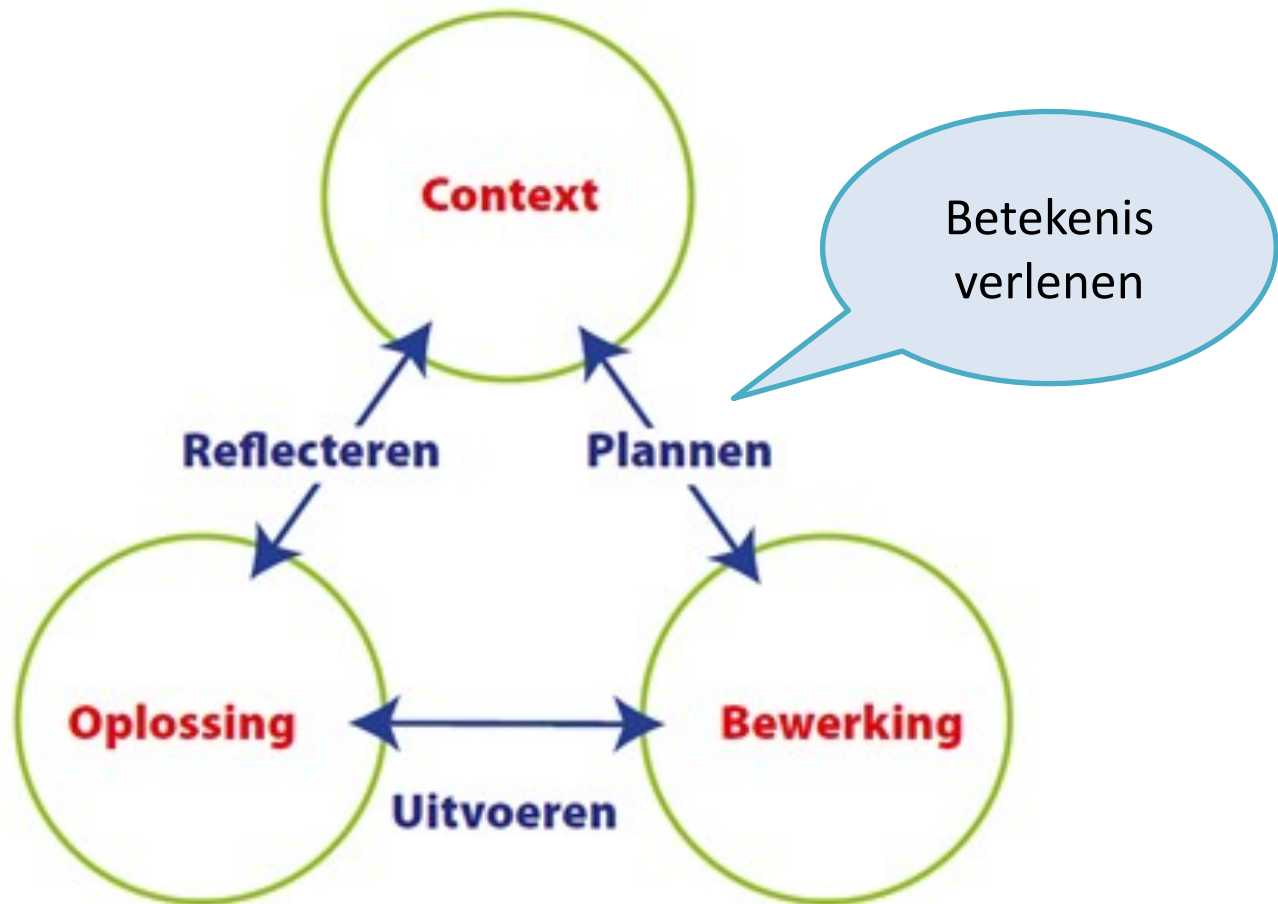 Context
Betekenis
verlenen
Reflecteren
Plannen
Oplossing
Bewerking
Uitvoeren